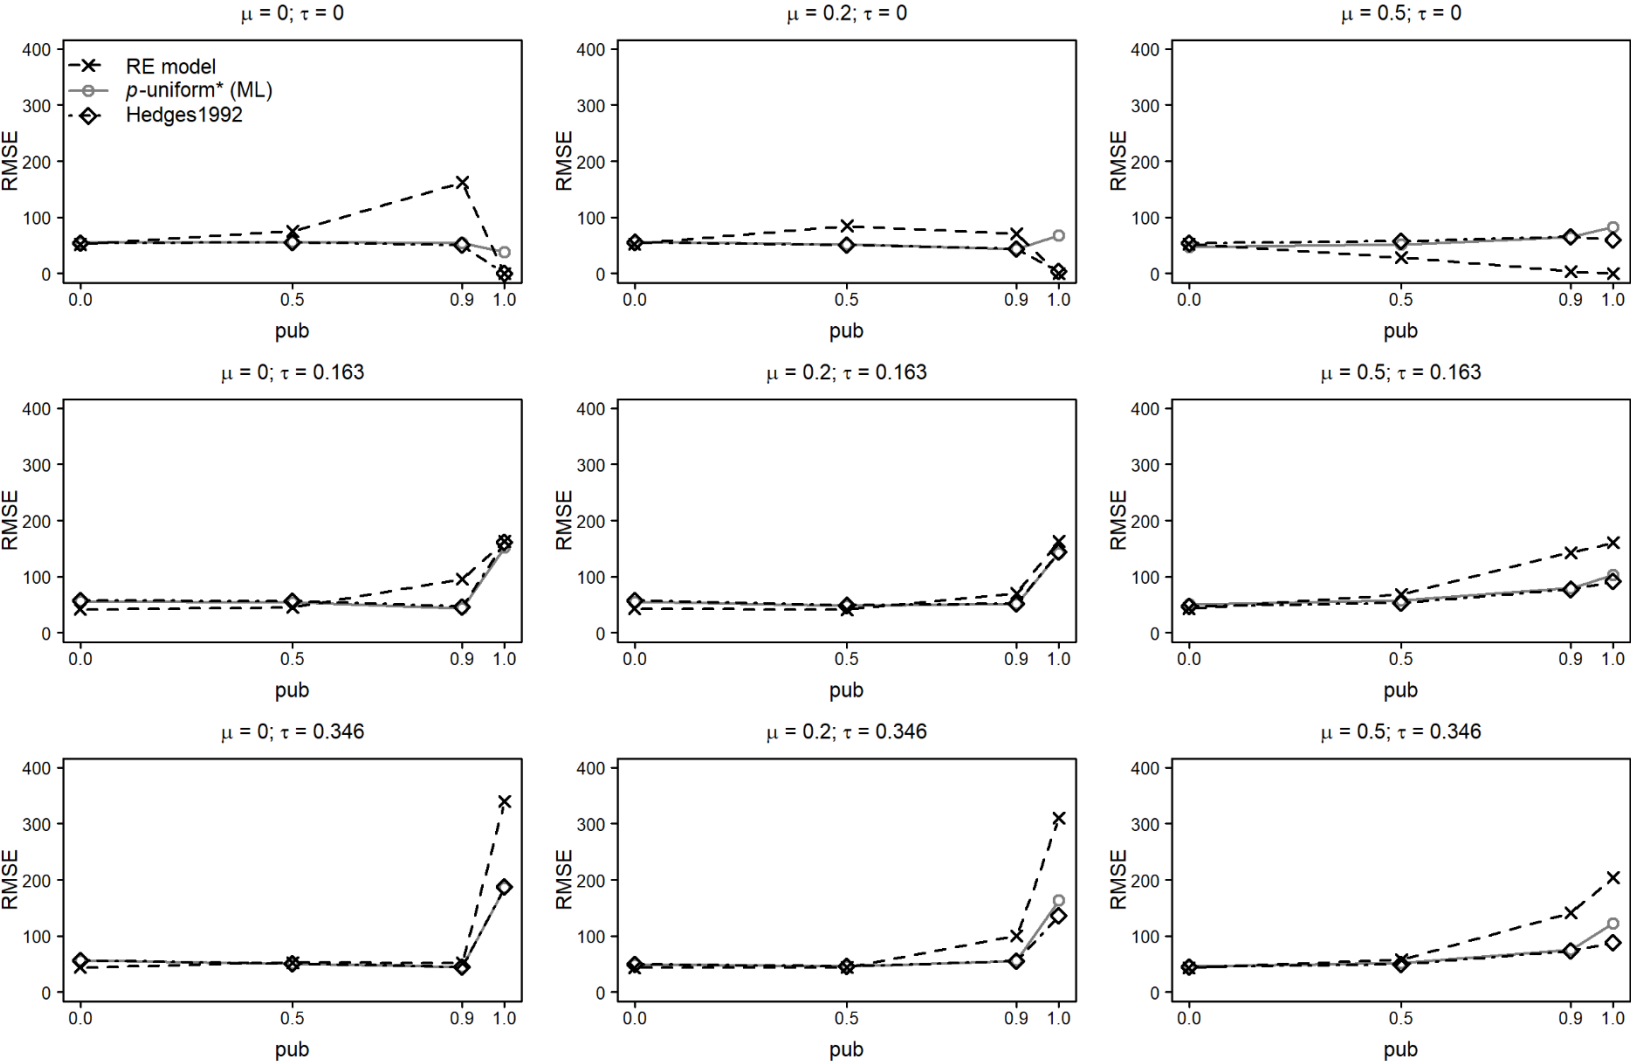 μ = 0; τ = 0
400
300
200
100
0
RMSE
RE model
p-uniform* (ML)
Hedges1992
0.0
0.5
0.9
1.0
pub
μ = 0.2; τ = 0
400
300
200
100
0
RMSE
0.0
0.5
0.9
1.0
pub
μ = 0.5; τ = 0
400
300
200
100
0
RMSE
0.0
0.5
0.9
1.0
pub
μ = 0; τ = 0.163
400
300
200
100
0
RMSE
0.0
0.5
0.9
1.0
pub
μ = 0.2; τ = 0.163
400
300
200
100
0
RMSE
0.0
0.5
0.9
1.0
pub
μ = 0.5; τ = 0.163
400
300
200
100
0
RMSE
0.0
0.5
0.9
1.0
pub
μ = 0; τ = 0.346
400
300
200
100
0
RMSE
0.0
0.5
0.9
1.0
pub
μ = 0.2; τ = 0.346
400
300
200
100
0
RMSE
0.0
0.5
0.9
1.0
pub
μ = 0.5; τ = 0.346
400
300
200
100
0
RMSE
0.0
0.5
0.9
1.0
pub